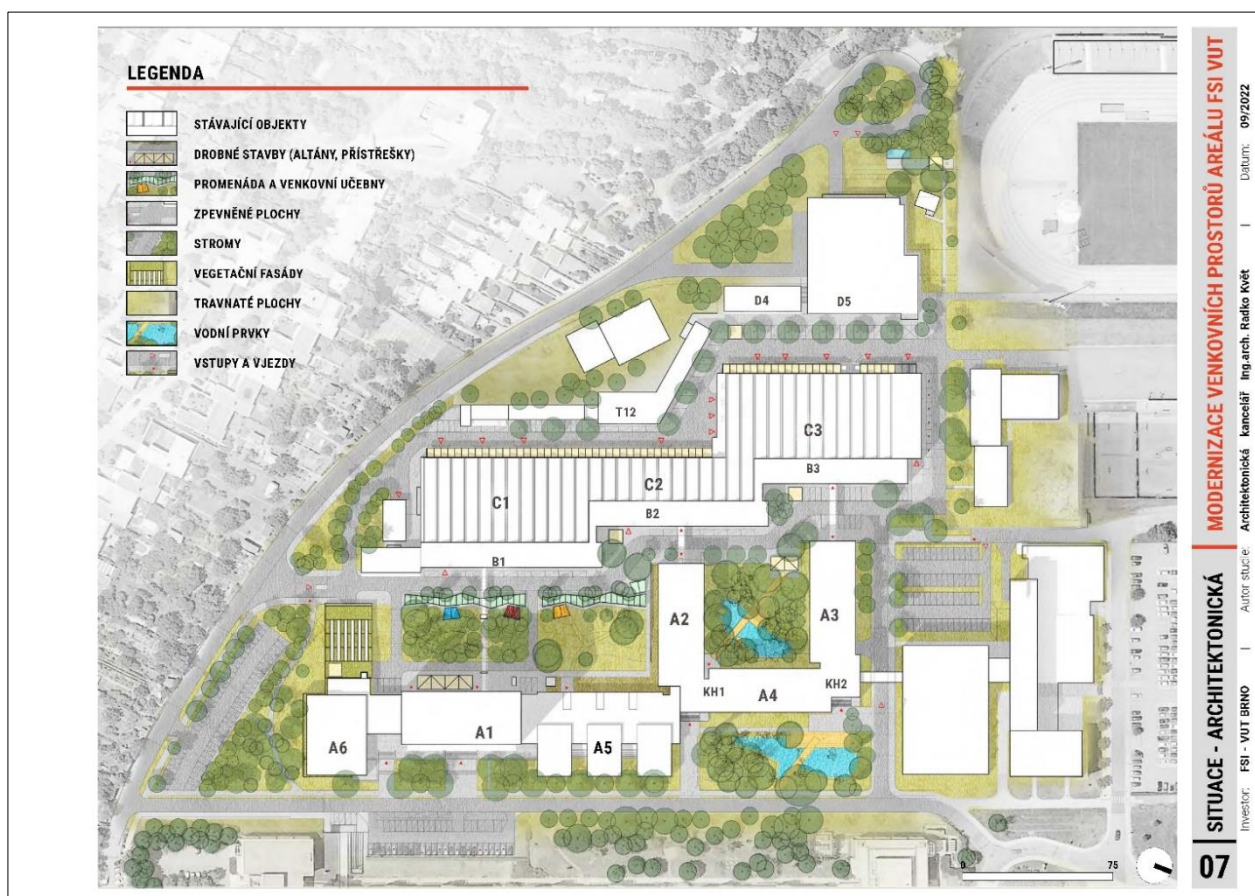 LEGENDA
STÁVAJÍCÍ OBJEKTY
DROBNÉ STAVBY (ALTÁNY, PŘÍSTŘEŠKY)
PROMENÁDA A VENKOVNÍ UČEBNY
ZPEVNĚNÉ PLOCHY
STROMY
VEGETAČNÍ FASÁDY
TRAVNATÉ PLOCHY
VODNÍ PRVKY
VSTUPY A VJEZDY
D4
D5
T12
C3
B3
C2
C1
B2
B1
A2
A3
KH1
A4
KH2
A1
A5
A6
0
75
MODERNIZACE VENKOVNÍCH PROSTORŮ AREÁLU FSI VUT
Architektonická kancelář Ing.arch. Radko Květ | Datum: 09/2022
SITUACE - ARCHITEKTONICKÁ
Investor: FSI - VUT BRNO | Autor studie:
07